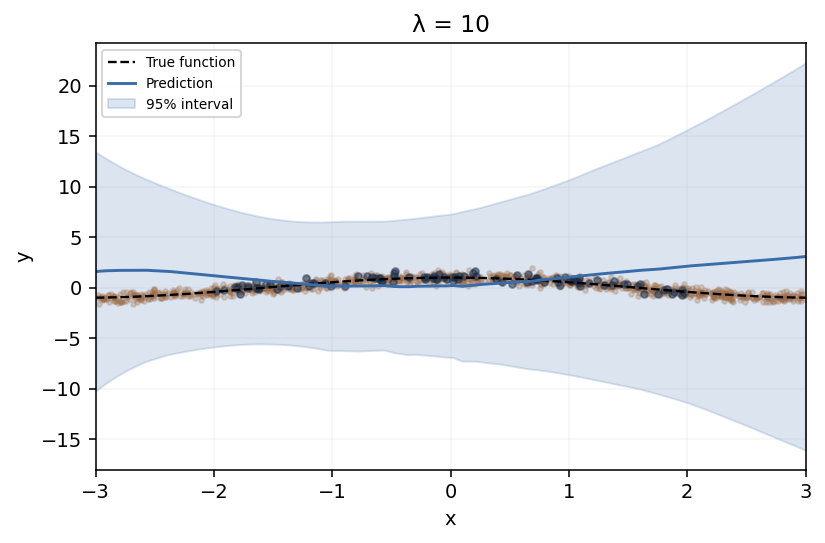 λ = 10
True function
Prediction
95% interval
20
15
10
5
0
−5
−10
−15
y
−3 −2 −1 0 1 2 3
x